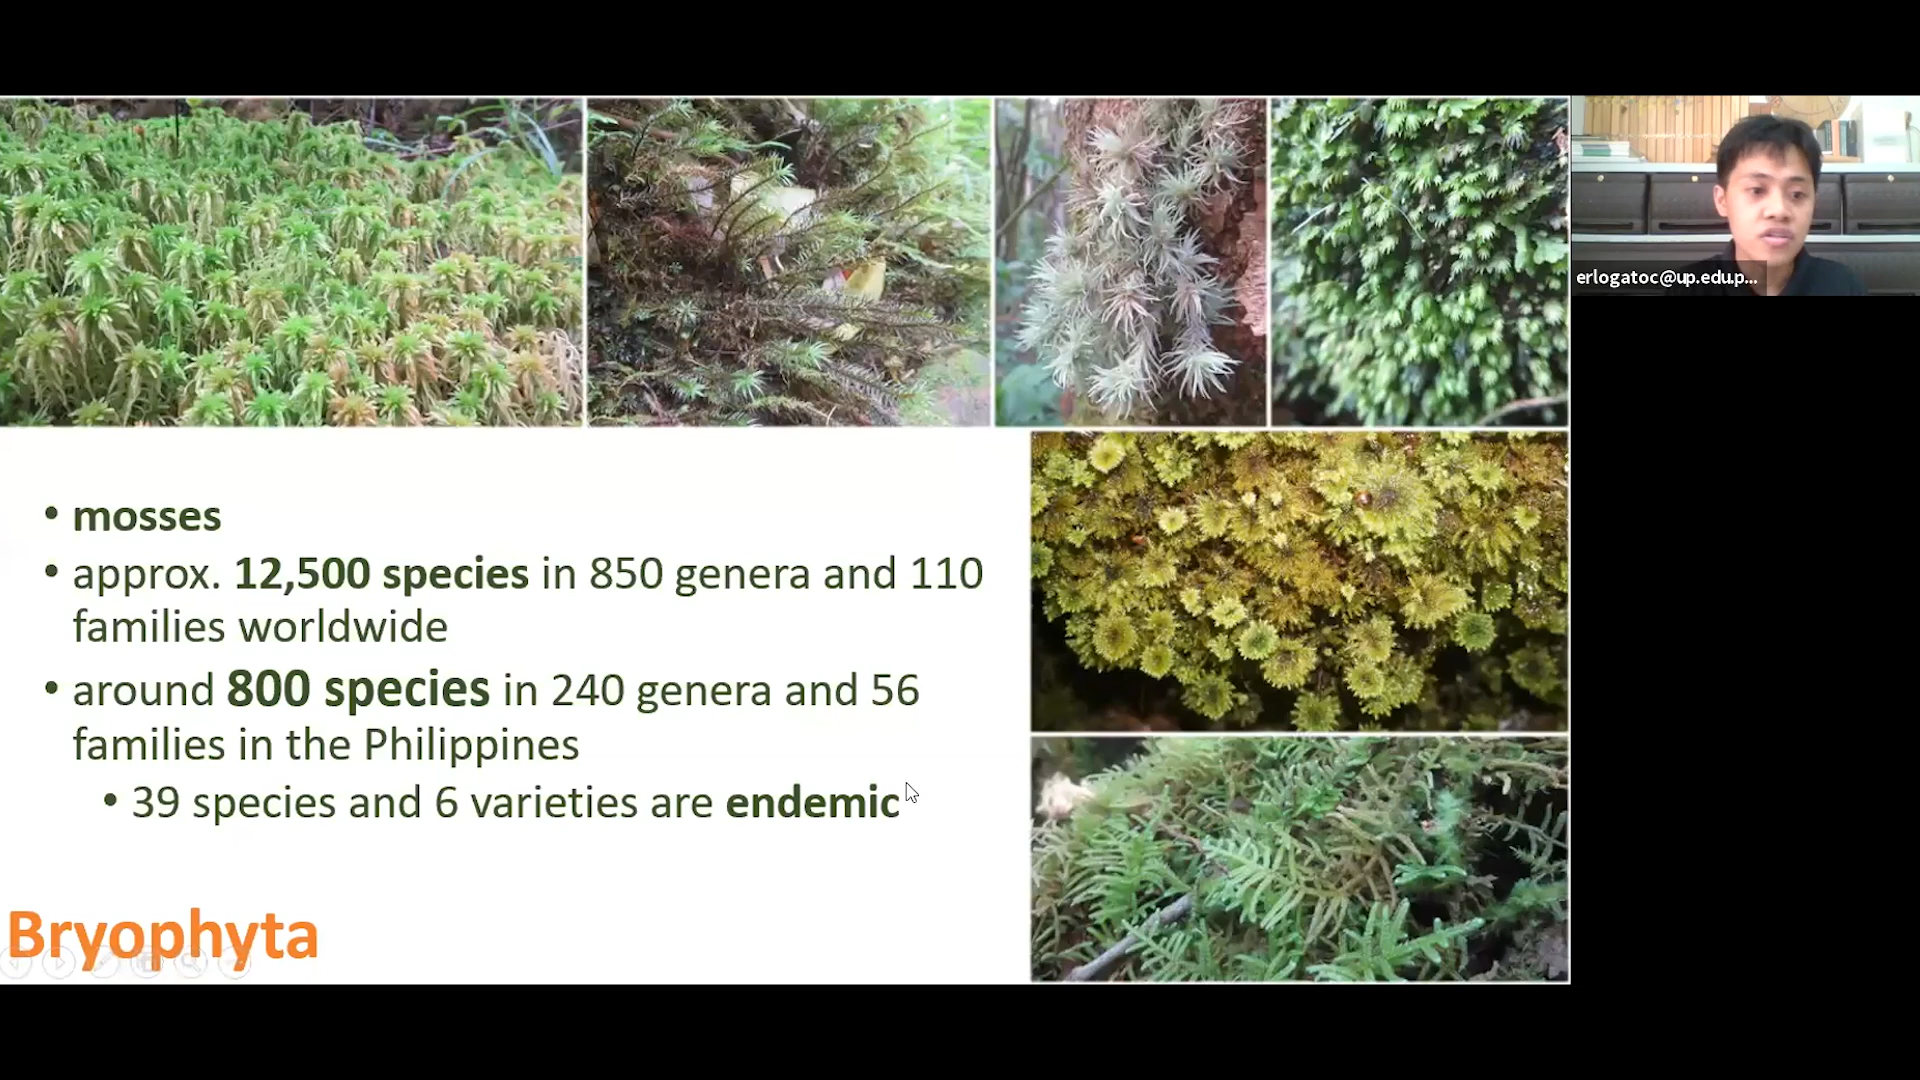 erlogatoc@up.edu.p...
• mosses
• approx. 12,500 species in 850 genera and 110
families worldwide
• around 800 species in 240 genera and 56
families in the Philippines
• 39 species and 6 varieties are endemic
Bryophyta